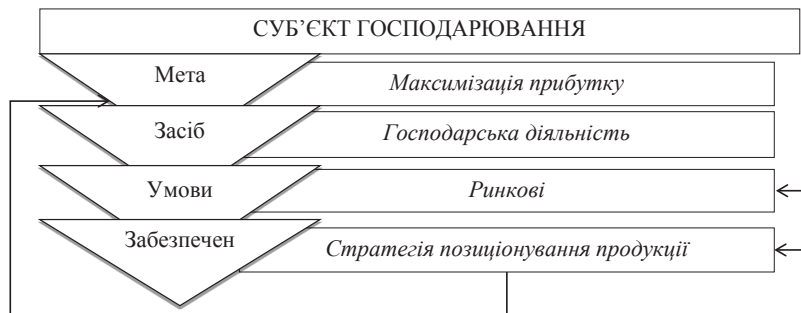 СУБ’ЄКТ ГОСПОДАРЮВАННЯ
Мета
Максимізація прибутку
Засіб
Господарська діяльність
Умови
Ринкові
Забезпечен
Стратегія позиціонування продукції